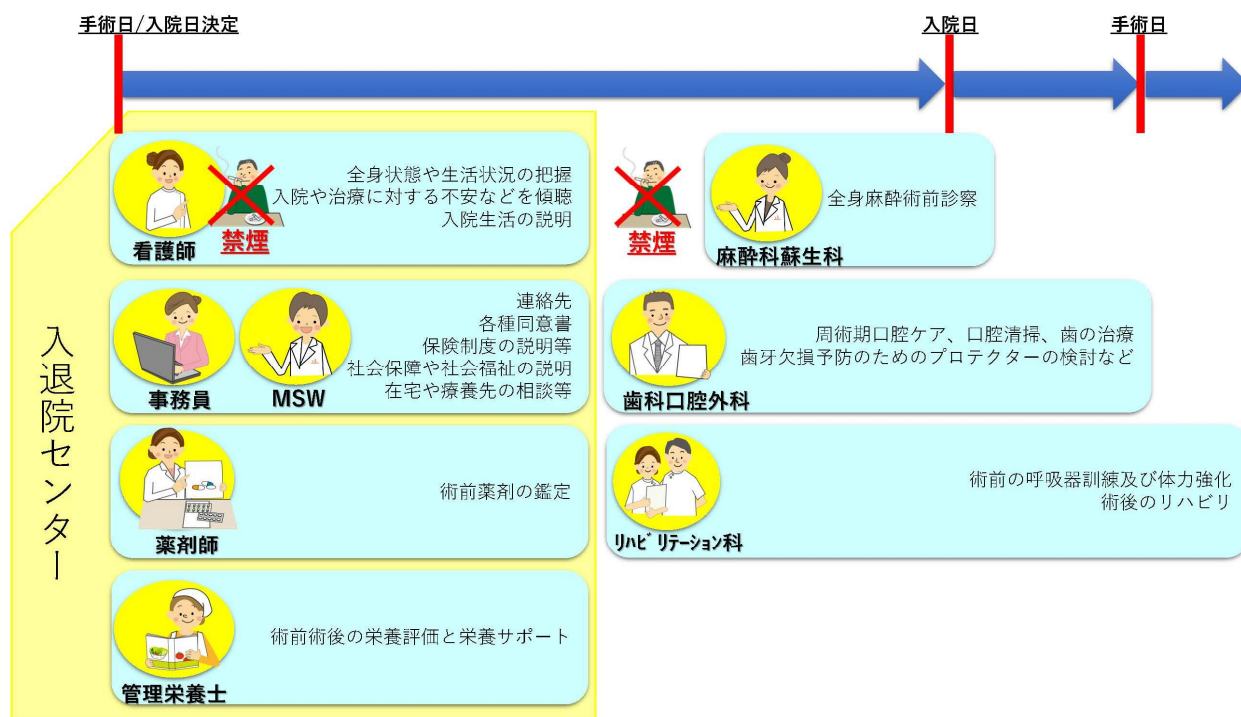 手術日/入院日決定
入院日
手術日
入退院センター
全身状態や生活状況の把握
入院や治療に対する不安などを傾聴
入院生活の説明
看護師
禁煙
連絡先
各種同意書
保険制度の説明等
社会保障や社会福祉の説明
在宅や療養先の相談等
事務員
MSW
術前薬剤の鑑定
薬剤師
術前術後の栄養評価と栄養サポート
管理栄養士
禁煙
全身麻酔術前診察
麻酔科蘇生科
周術期口腔ケア、口腔清掃、歯の治療
歯牙欠損予防のためのプロテクターの検討など
歯科口腔外科
術前の呼吸器訓練及び体力強化
術後のリハビリ
ﾘﾊﾋﾞﾘﾃｰｼｮﾝ科